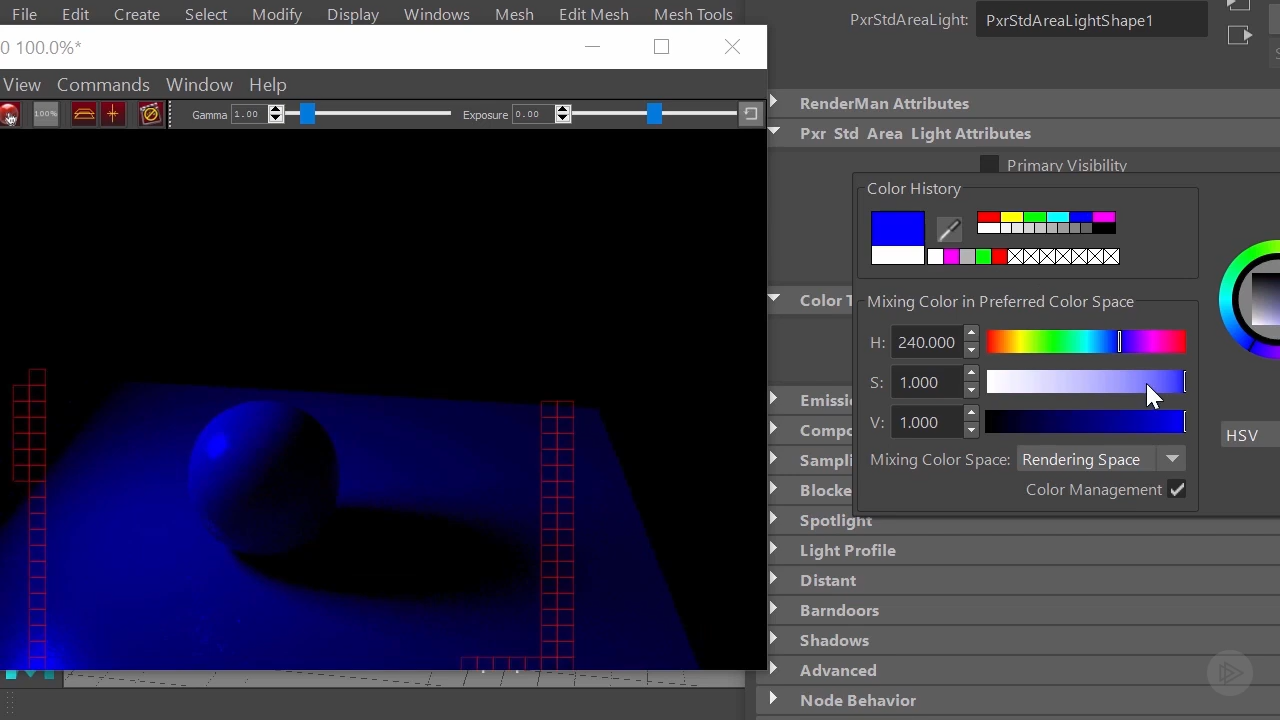 File Edit Create Select Modify Display Windows Mesh Edit Mesh Mesh Tools
PxrStdAreaLight: PxrStdAreaLightShape1
0 100.0%*
View Commands Window Help
100% Gamma 1.00 Exposure 0.00
RenderMan Attributes
Pxr Std Area Light Attributes
Primary Visibility
Color History
Color T
Mixing Color in Preferred Color Space
H: 240.000
S: 1.000
V: 1.000
HSV
Mixing Color Space: Rendering Space
Color Management
Emissio
Compo
Sampli
Blocke
Spotlight
Light Profile
Distant
Barndoors
Shadows
Advanced
Node Behavior